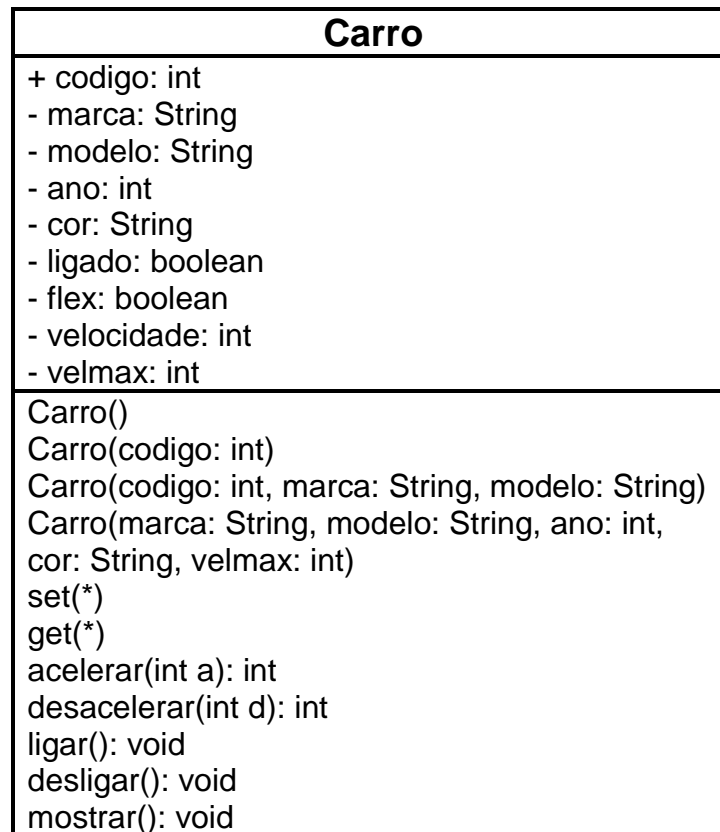 Carro
+ codigo: int
- marca: String
- modelo: String
- ano: int
- cor: String
- ligado: boolean
- flex: boolean
- velocidade: int
- velmax: int
Carro()
Carro(codigo: int)
Carro(codigo: int, marca: String, modelo: String)
Carro(marca: String, modelo: String, ano: int,
cor: String, velmax: int)
set(*)
get(*)
acelerar(int a): int
desacelerar(int d): int
ligar(): void
desligar(): void
mostrar(): void